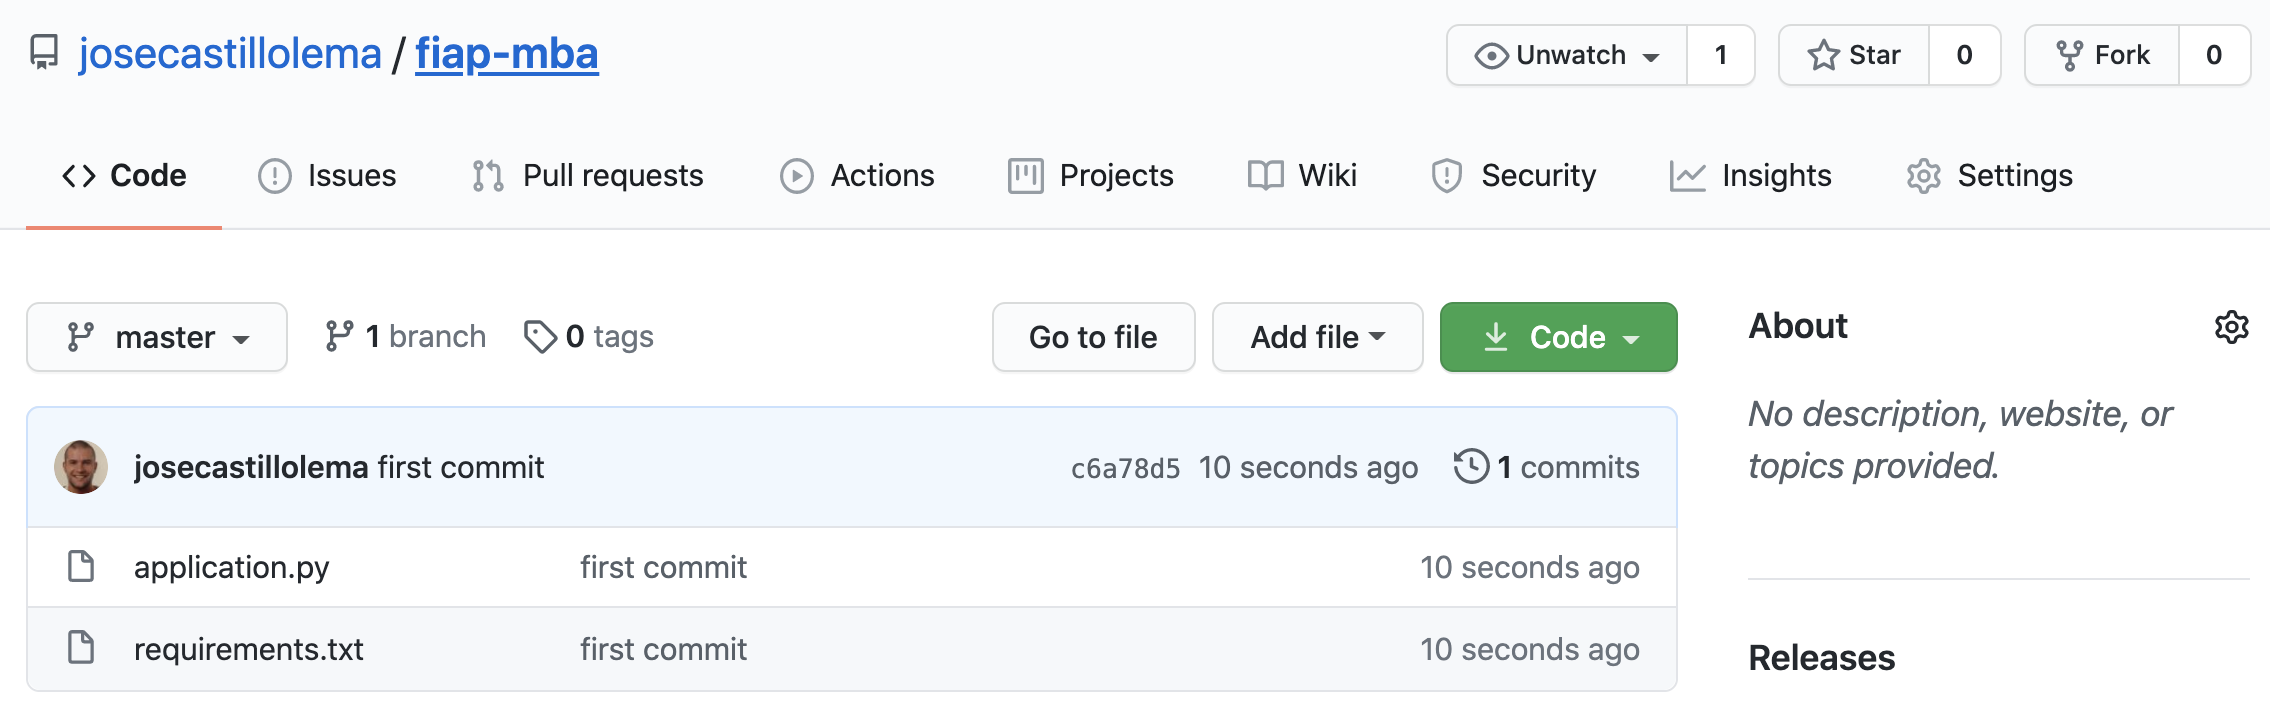 josecastillolema / fiap-mba
Unwatch 1 Star 0 Fork 0
Code Issues Pull requests Actions Projects Wiki Security Insights Settings
master 1 branch 0 tags Go to file Add file Code
josecastillolema first commit c6a78d5 10 seconds ago 1 commits
application.py first commit 10 seconds ago
requirements.txt first commit 10 seconds ago
About
No description, website, or
topics provided.
Releases